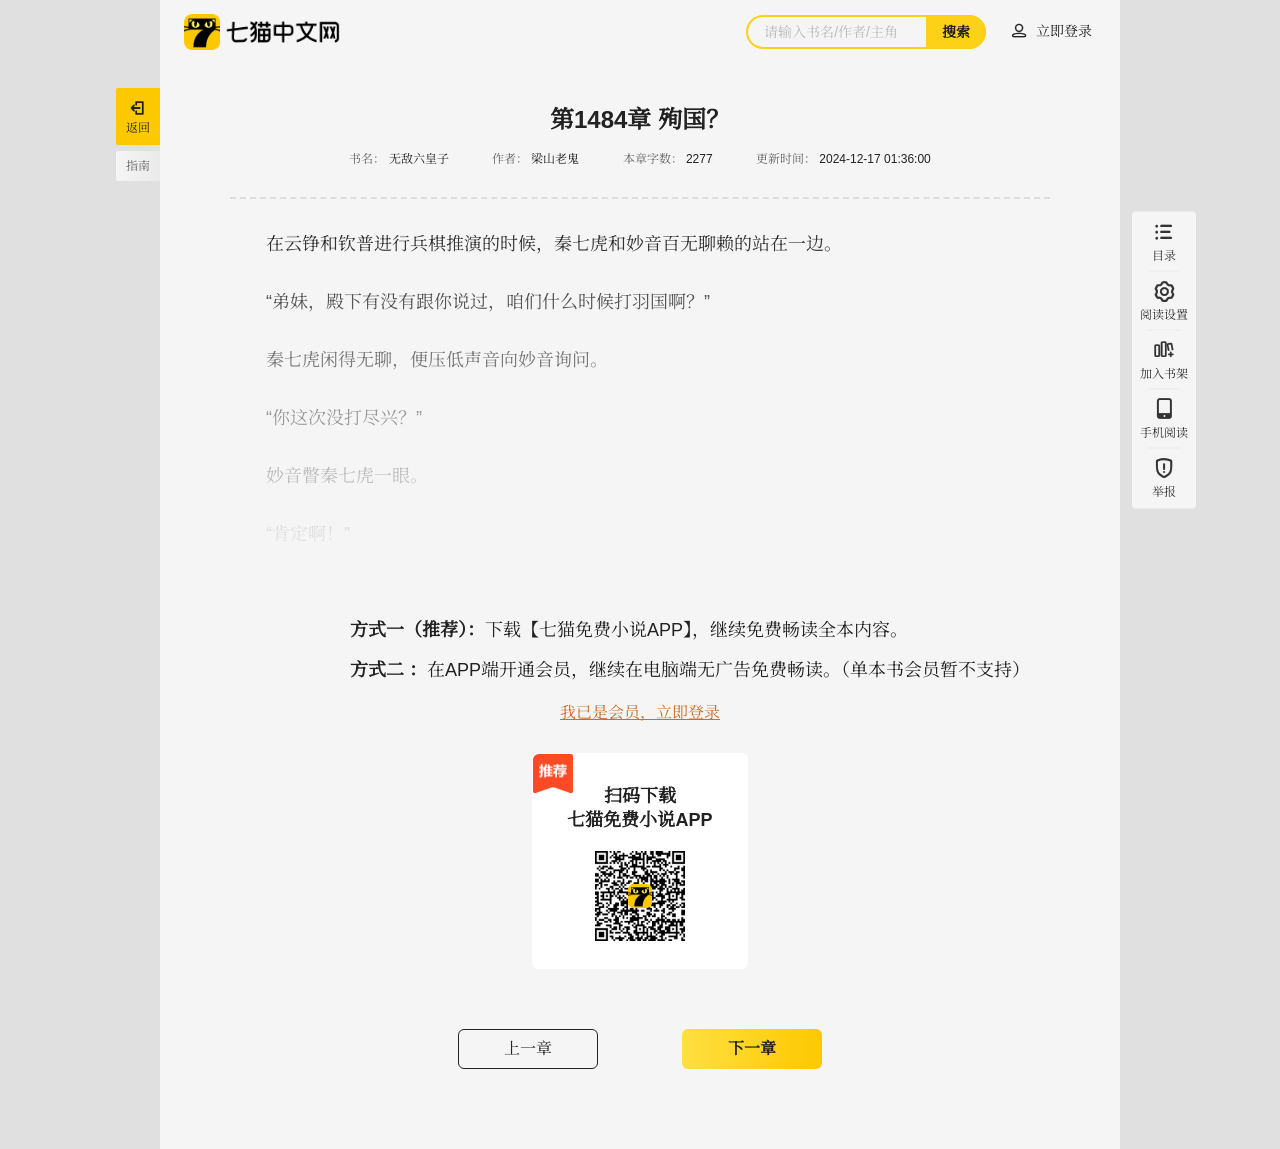 七猫中文网
请输入书名/作者/主角
搜索
立即登录
返回
指南
第1484章 殉国？
书名： 无敌六皇子 作者： 梁山老鬼 本章字数： 2277 更新时间： 2024-12-17 01:36:00
在云铮和钦普进行兵棋推演的时候，秦七虎和妙音百无聊赖的站在一边。
“弟妹，殿下有没有跟你说过，咱们什么时候打羽国啊？”
秦七虎闲得无聊，便压低声音向妙音询问。
“你这次没打尽兴？”
妙音瞥秦七虎一眼。
“肯定啊！”
目录
阅读设置
加入书架
手机阅读
举报
方式一（推荐）：下载【七猫免费小说APP】，继续免费畅读全本内容。
方式二 ：在APP端开通会员，继续在电脑端无广告免费畅读。（单本书会员暂不支持）
我已是会员，立即登录
推荐
扫码下载
七猫免费小说APP
上一章
下一章